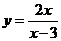 y = 2x/(x−3)